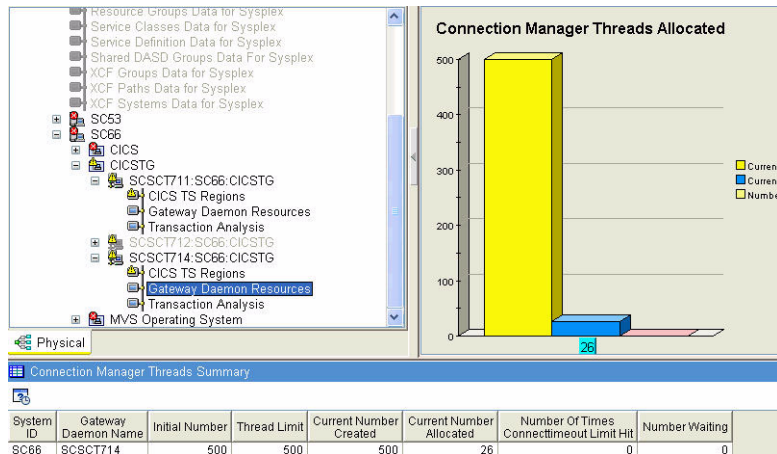 Resource Groups Data for Sysplex
Service Classes Data for Sysplex
Service Definition Data for Sysplex
Shared DASD Groups Data For Sysplex
XCF Groups Data for Sysplex
XCF Paths Data for Sysplex
XCF Systems Data for Sysplex
SC53
SC66
CICS
CICSTG
SCSCT711:SC66:CICSTG
CICS TS Regions
Gateway Daemon Resources
Transaction Analysis
SCSCT712:SC66:CICSTG
SCSCT714:SC66:CICSTG
CICS TS Regions
Gateway Daemon Resources
Transaction Analysis
MVS Operating System
Physical
Connection Manager Threads Allocated
500
400
300
200
100
0
26
Curren
Curren
Numbe
Connection Manager Threads Summary
System ID Gateway Daemon Name Initial Number Thread Limit Current Number Created Current Number Allocated Number Of Times Connecttimeout Limit Hit Number Waiting
SC66 SCSCT714 500 500 500 26 0 0